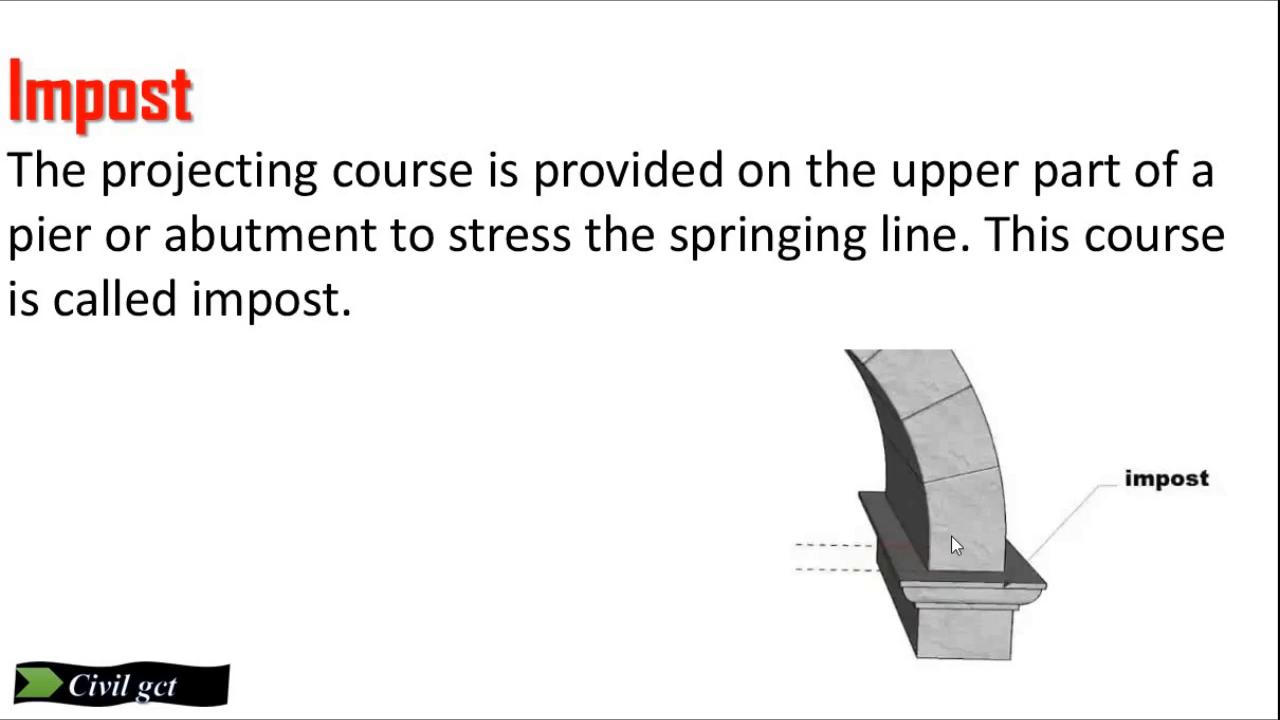 Impost
The projecting course is provided on the upper part of a
pier or abutment to stress the springing line. This course
is called impost.
impost
Civil gct